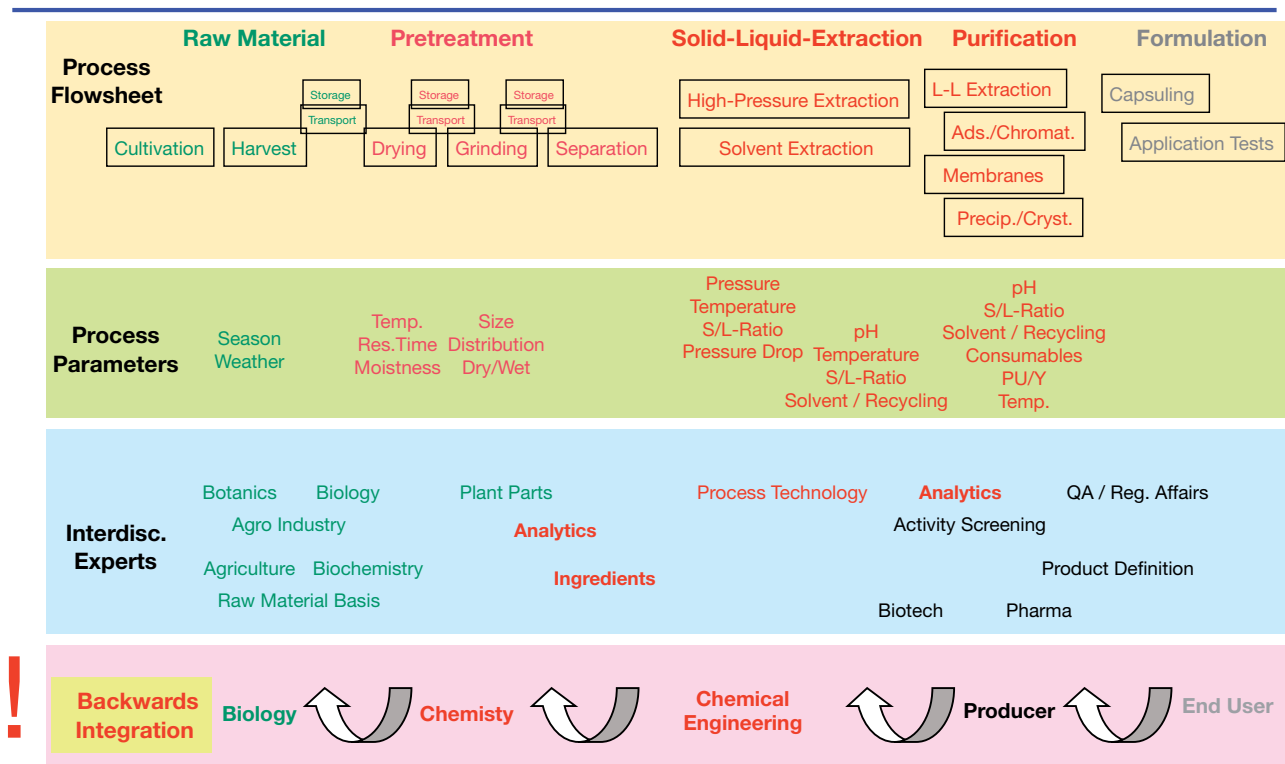 Raw Material
Pretreatment
Solid-Liquid-Extraction
Purification
Formulation
Process
Flowsheet
Storage
Transport
Storage
Transport
Storage
Transport
Cultivation
Harvest
Drying
Grinding
Separation
High-Pressure Extraction
Solvent Extraction
L-L Extraction
Ads./Chromat.
Membranes
Precip./Cryst.
Capsuling
Application Tests
Process
Parameters
Season
Weather
Temp.
Res.Time
Moistness
Size
Distribution
Dry/Wet
Pressure
Temperature
S/L-Ratio
Pressure Drop
pH
Temperature
S/L-Ratio
Solvent / Recycling
pH
S/L-Ratio
Solvent / Recycling
Consumables
PU/Y
Temp.
Interdisc.
Experts
Botanics
Biology
Plant Parts
Agro Industry
Analytics
Agriculture
Biochemistry
Ingredients
Raw Material Basis
Process Technology
Analytics
QA / Reg. Affairs
Activity Screening
Product Definition
Biotech
Pharma
!
Backwards
Integration
Biology
Chemisty
Chemical
Engineering
Producer
End User